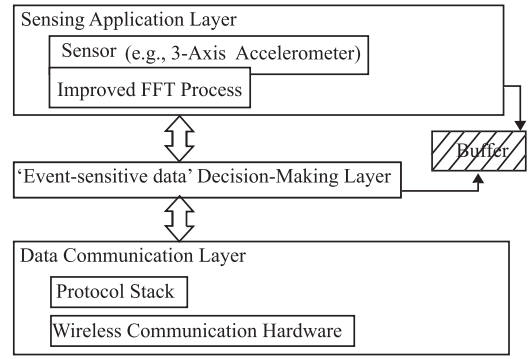 Sensing Application Layer
Sensor (e.g., 3-Axis Accelerometer)
Improved FFT Process
Buffer
‘Event-sensitive data’ Decision-Making Layer
Data Communication Layer
Protocol Stack
Wireless Communication Hardware